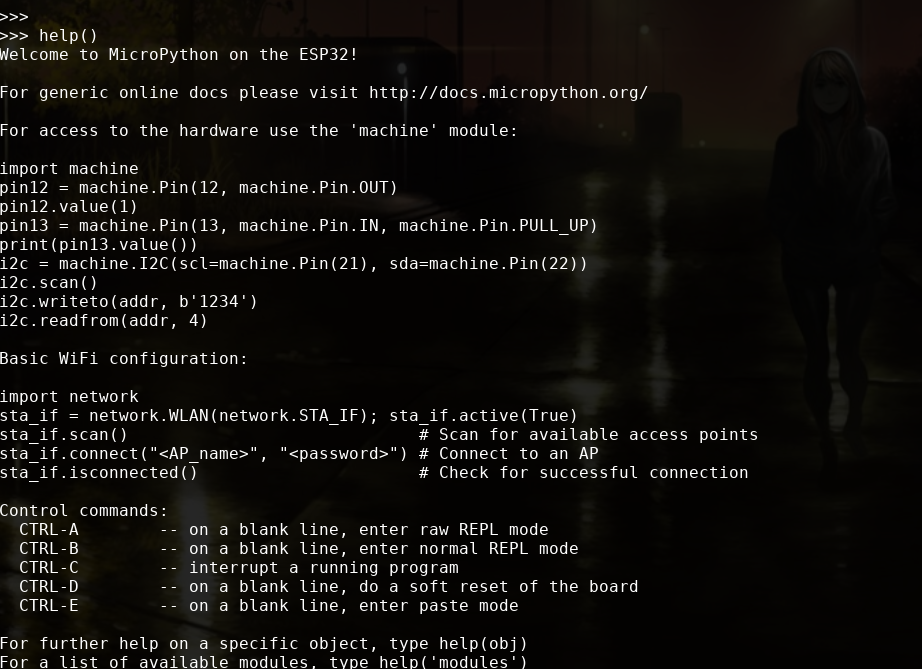 >>>
>>> help()
Welcome to MicroPython on the ESP32!
For generic online docs please visit http://docs.micropython.org/
For access to the hardware use the 'machine' module:
import machine
pin12 = machine.Pin(12, machine.Pin.OUT)
pin12.value(1)
pin13 = machine.Pin(13, machine.Pin.IN, machine.Pin.PULL_UP)
print(pin13.value())
i2c = machine.I2C(scl=machine.Pin(21), sda=machine.Pin(22))
i2c.scan()
i2c.writeto(addr, b'1234')
i2c.readfrom(addr, 4)
Basic WiFi configuration:
import network
sta_if = network.WLAN(network.STA_IF); sta_if.active(True)
sta_if.scan()                             # Scan for available access points
sta_if.connect("<AP_name>", "<password>") # Connect to an AP
sta_if.isconnected()                      # Check for successful connection
Control commands:
  CTRL-A        -- on a blank line, enter raw REPL mode
  CTRL-B        -- on a blank line, enter normal REPL mode
  CTRL-C        -- interrupt a running program
  CTRL-D        -- on a blank line, do a soft reset of the board
  CTRL-E        -- on a blank line, enter paste mode
For further help on a specific object, type help(obj)
For a list of available modules, type help('modules')